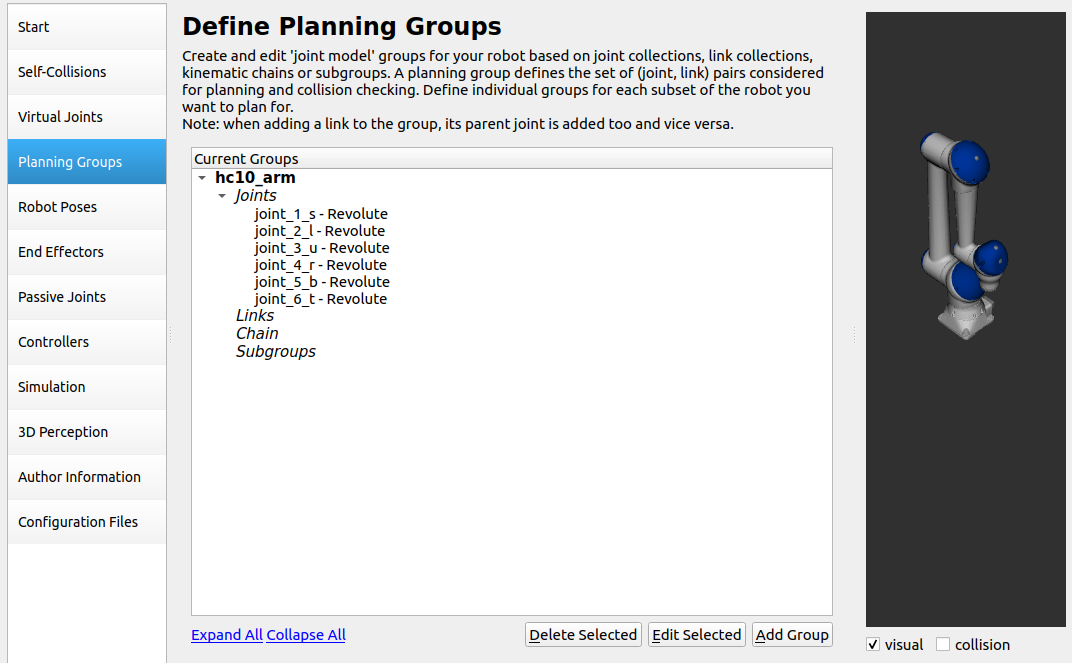 Start
Self-Collisions
Virtual Joints
Planning Groups
Robot Poses
End Effectors
Passive Joints
Controllers
Simulation
3D Perception
Author Information
Configuration Files
Define Planning Groups
Create and edit 'joint model' groups for your robot based on joint collections, link collections,
kinematic chains or subgroups. A planning group defines the set of (joint, link) pairs considered
for planning and collision checking. Define individual groups for each subset of the robot you
want to plan for.
Note: when adding a link to the group, its parent joint is added too and vice versa.
Current Groups
hc10_arm
Joints
joint_1_s - Revolute
joint_2_l - Revolute
joint_3_u - Revolute
joint_4_r - Revolute
joint_5_b - Revolute
joint_6_t - Revolute
Links
Chain
Subgroups
Expand All Collapse All
Delete Selected
Edit Selected
Add Group
visual
collision